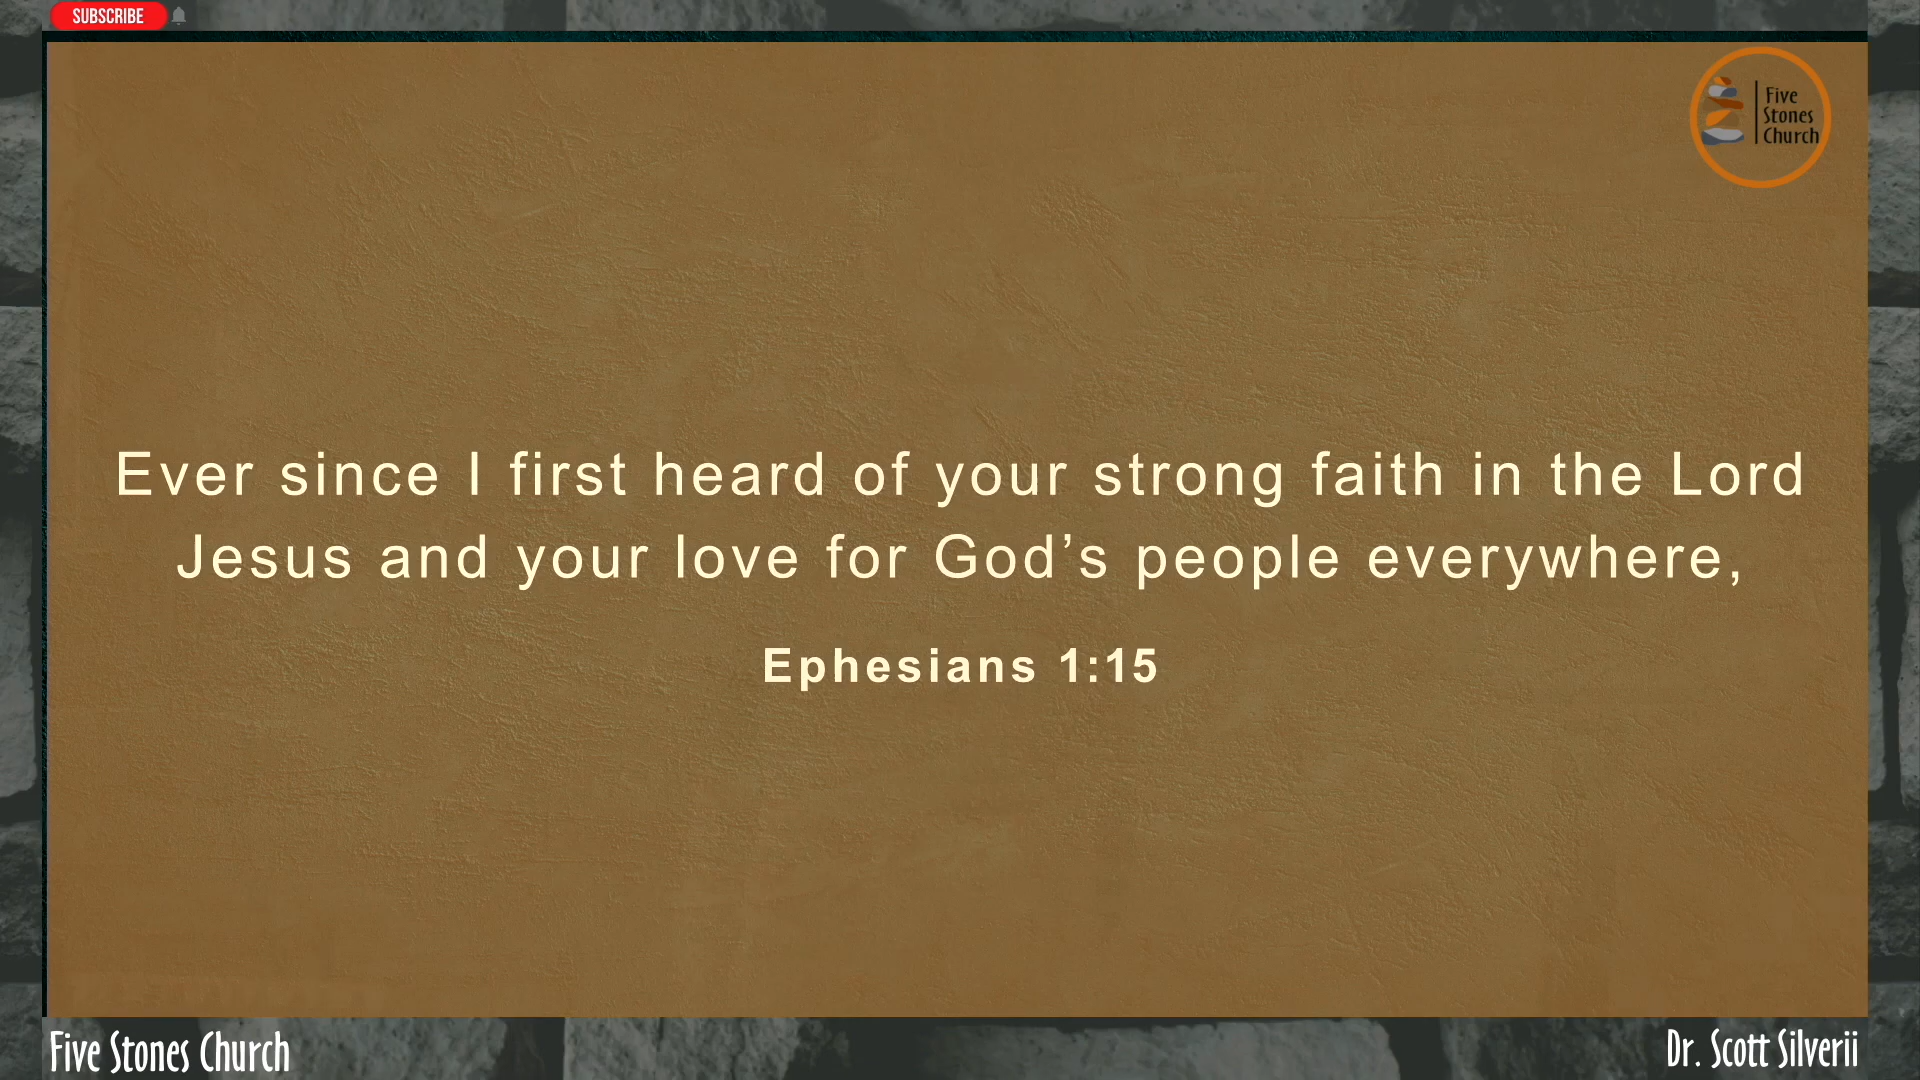 SUBSCRIBE
Five
Stones
Church
Ever since I first heard of your strong faith in the Lord
Jesus and your love for God’s people everywhere,
Ephesians 1:15
Five Stones Church
Dr. Scott Silverii